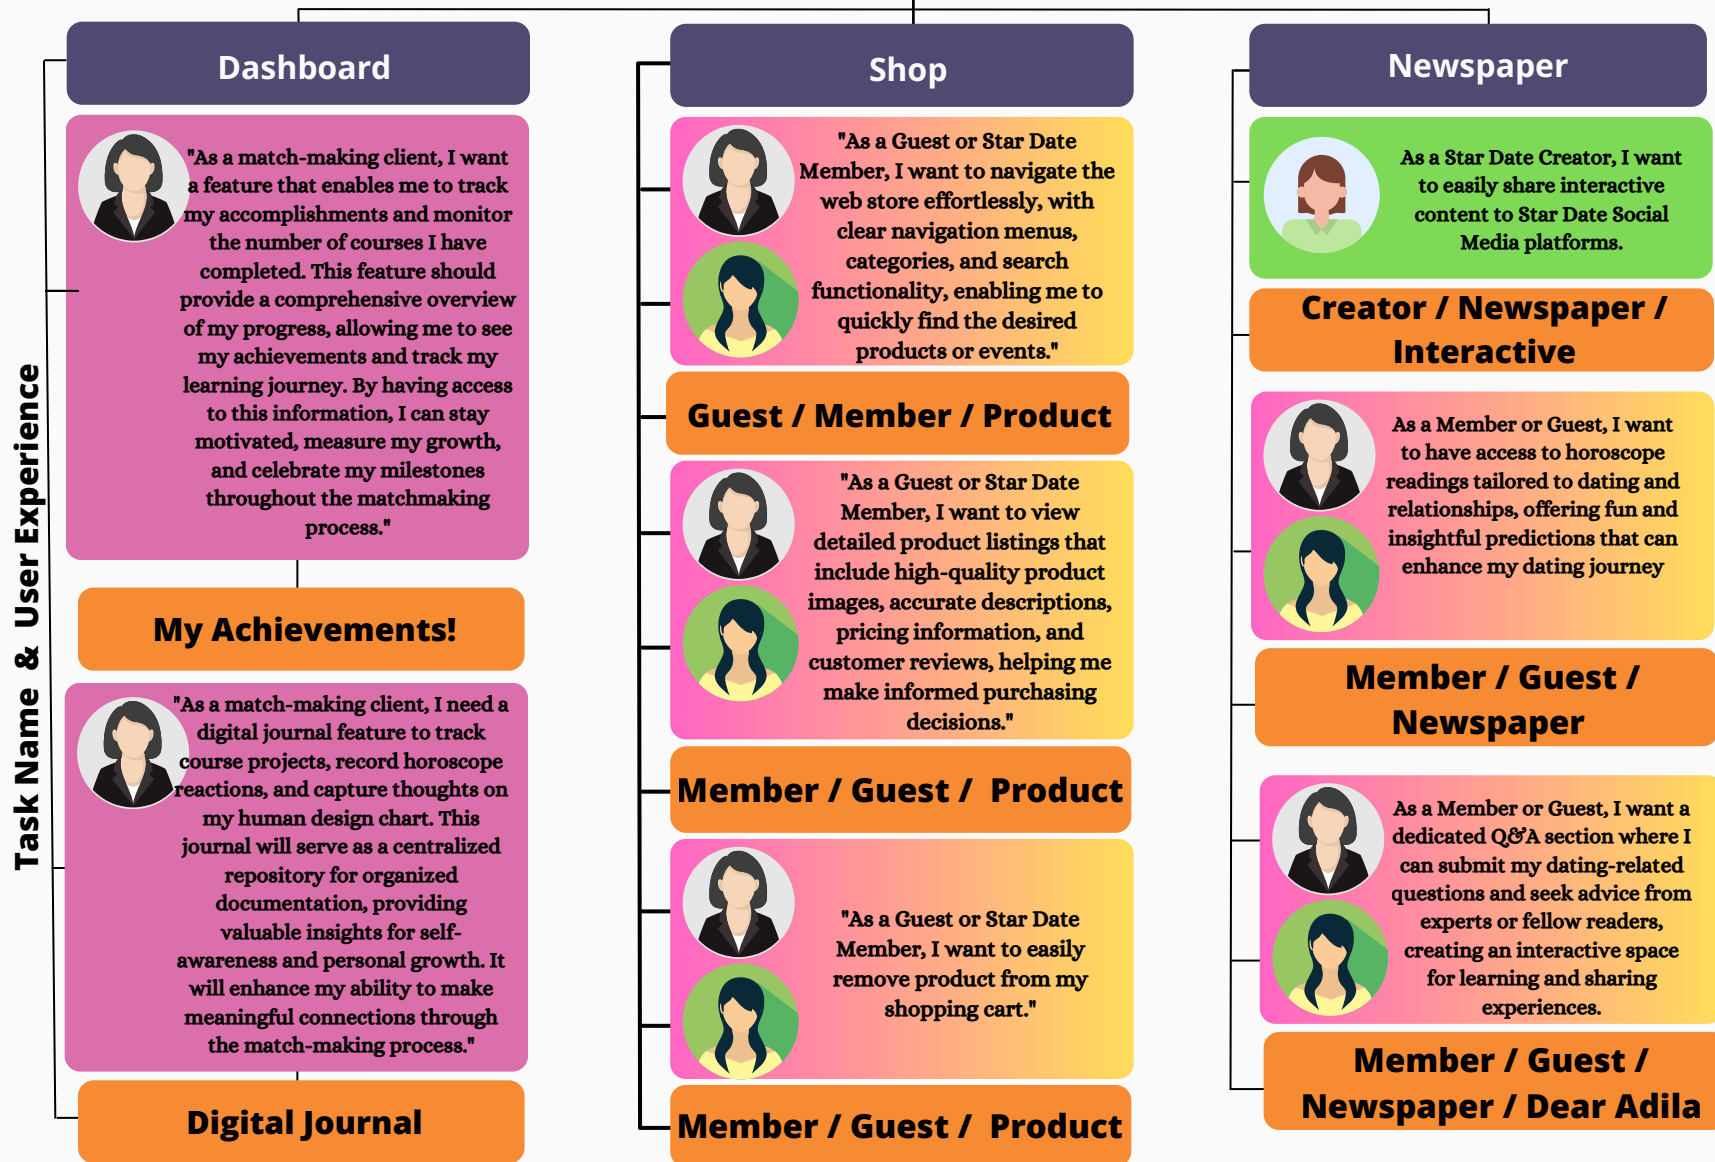 Task Name & User Experience
Dashboard
"As a match-making client, I want
a feature that enables me to track
my accomplishments and monitor
the number of courses I have
completed. This feature should
provide a comprehensive overview
of my progress, allowing me to see
my achievements and track my
learning journey. By having access
to this information, I can stay
motivated, measure my growth,
and celebrate my milestones
throughout the matchmaking
process."
My Achievements!
"As a match-making client, I need a
digital journal feature to track
course projects, record horoscope
reactions, and capture thoughts on
my human design chart. This
journal will serve as a centralized
repository for organized
documentation, providing
valuable insights for self-
awareness and personal growth. It
will enhance my ability to make
meaningful connections through
the match-making process."
Digital Journal
Shop
"As a Guest or Star Date
Member, I want to navigate the
web store effortlessly, with
clear navigation menus,
categories, and search
functionality, enabling me to
quickly find the desired
products or events."
Guest / Member / Product
"As a Guest or Star Date
Member, I want to view
detailed product listings that
include high-quality product
images, accurate descriptions,
pricing information, and
customer reviews, helping me
make informed purchasing
decisions."
Member / Guest / Product
"As a Guest or Star Date
Member, I want to easily
remove product from my
shopping cart."
Member / Guest / Product
Newspaper
As a Star Date Creator, I want
to easily share interactive
content to Star Date Social
Media platforms.
Creator / Newspaper /
Interactive
As a Member or Guest, I want
to have access to horoscope
readings tailored to dating and
relationships, offering fun and
insightful predictions that can
enhance my dating journey
Member / Guest /
Newspaper
As a Member or Guest, I want a
dedicated Q&A section where I
can submit my dating-related
questions and seek advice from
experts or fellow readers,
creating an interactive space
for learning and sharing
experiences.
Member / Guest /
Newspaper / Dear Adila